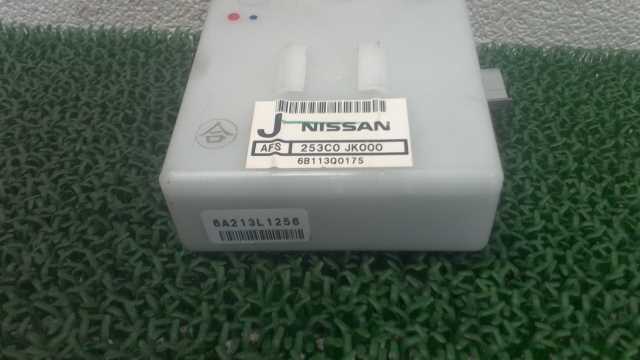 J NISSAN
AFS 253C0 JK000
6B113Q0175
合
6A213L1256